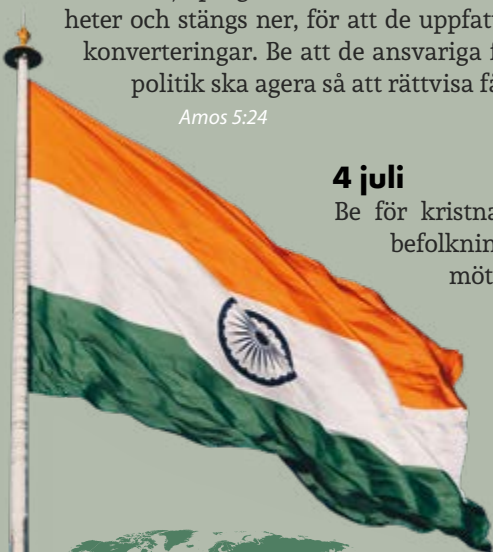 heter och stängs ner, för att de uppfatt
konverteringar. Be att de ansvariga f
politik ska agera så att rättvisa få
Amos 5:24
4 juli
Be för kristna
befolknin
möt